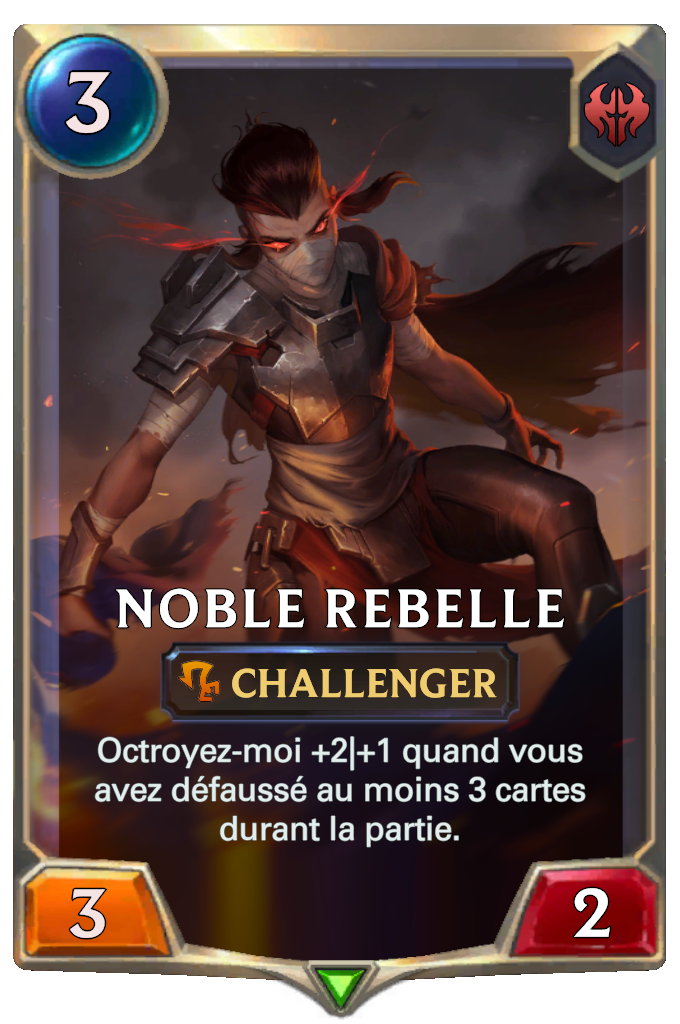 3
NOBLE REBELLE
CHALLENGER
Octroyez-moi +2|+1 quand vous
avez défaussé au moins 3 cartes
durant la partie.
3
2